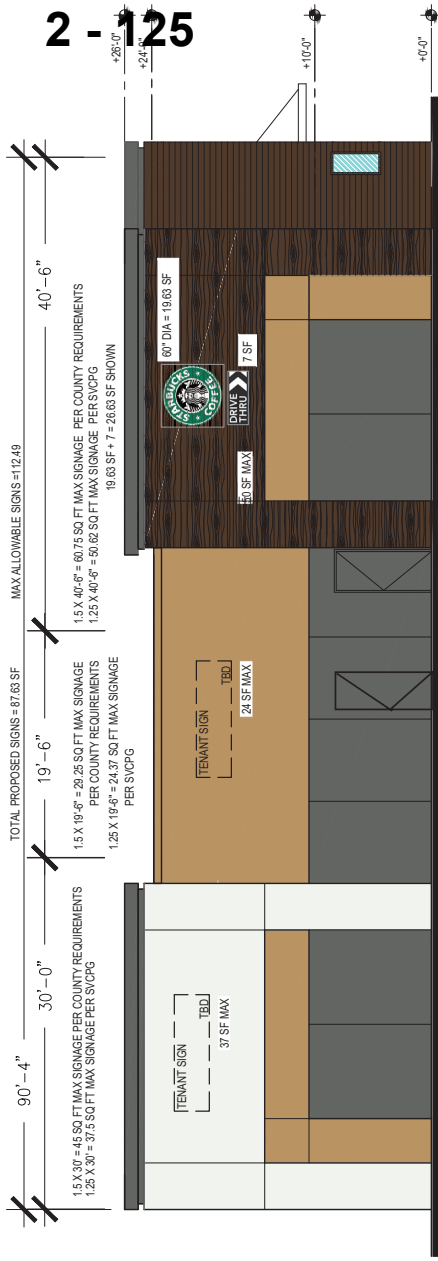 2 - 125
TOTAL PROPOSED SIGNS = 87.63 SF
MAX ALLOWABLE SIGNS =112.49
90'-4"
30'-0"
19'-6"
40'-6"
1.5 X 30' = 45 SQ FT MAX SIGNAGE PER COUNTY REQUIREMENTS
1.25 X 30' = 37.5 SQ FT MAX SIGNAGE PER SVCPG
1.5 X 19'-6" = 29.25 SQ FT MAX SIGNAGE
PER COUNTY REQUIREMENTS
1.25 X 19'-6" = 24.37 SQ FT MAX SIGNAGE
PER SVCPG
1.5 X 40'-6" = 60.75 SQ FT MAX SIGNAGE PER COUNTY REQUIREMENTS
1.25 X 40'-6" = 50.62 SQ FT MAX SIGNAGE PER SVCPG
19.63 SF + 7 = 26.63 SF SHOWN
+26'-0"
+24'-0"
+10'-0"
+0'-0"
TENANT SIGN
TBD
37 SF MAX
TENANT SIGN
TBD
24 SF MAX
60" DIA = 19.63 SF
STARBUCKS
COFFEE
DRIVE
THRU
7 SF
SF MAX